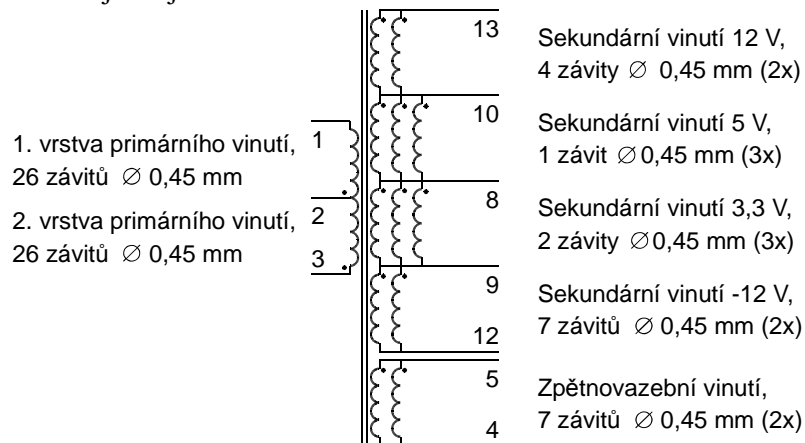 13
Sekundární vinutí 12 V,
4 závity ∅ 0,45 mm (2x)
10
Sekundární vinutí 5 V,
1 závit ∅ 0,45 mm (3x)
1. vrstva primárního vinutí,
26 závitů ∅ 0,45 mm
1
2. vrstva primárního vinutí,
26 závitů ∅ 0,45 mm
2
3
8
Sekundární vinutí 3,3 V,
2 závity ∅ 0,45 mm (3x)
9
Sekundární vinutí -12 V,
7 závitů ∅ 0,45 mm (2x)
12
5
Zpětnovazební vinutí,
7 závitů ∅ 0,45 mm (2x)
4